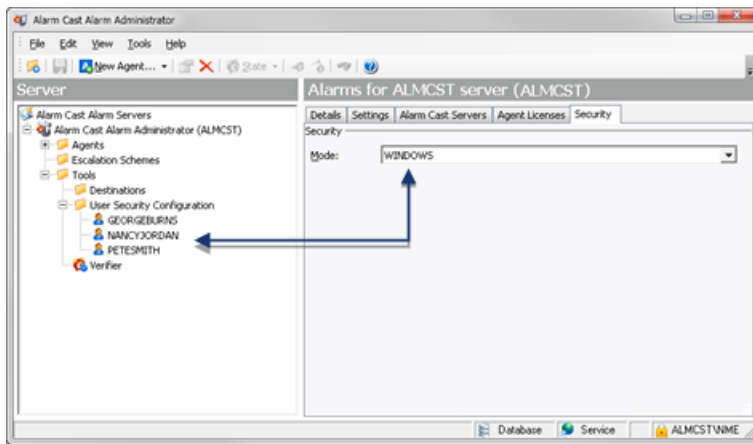 Alarm Cast Alarm Administrator
File Edit View Tools Help
New Agent... State
Server
Alarms for ALMCST server (ALMCST)
Alarm Cast Alarm Servers
Alarm Cast Alarm Administrator (ALMCST)
Agents
Escalation Schemes
Tools
Destinations
User Security Configuration
GEORGEBURNS
NANCYJORDAN
PETESMITH
Verifier
Details Settings Alarm Cast Servers Agent Licenses Security
Security
Mode: WINDOWS
Database Service ALMCST\NME